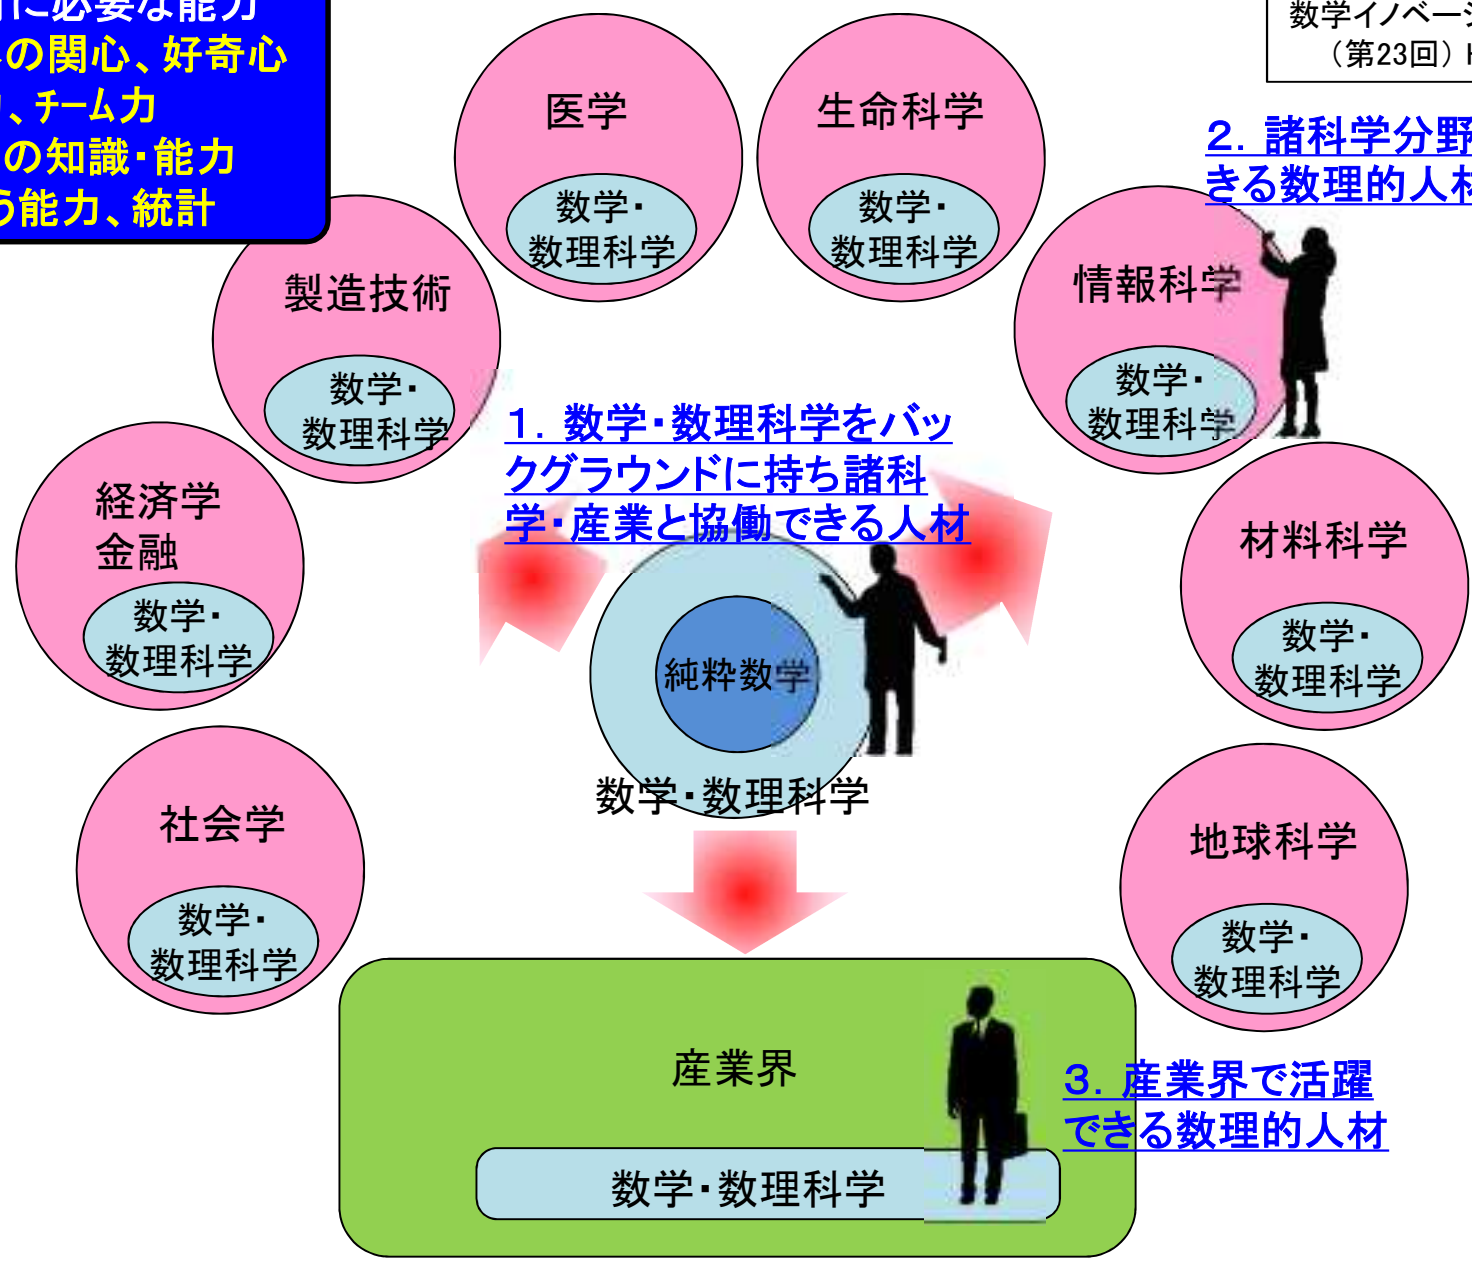 に必要な能力
の関心、好奇心
、チーム力
の知識・能力
う能力、統計
数学イノベーシ
（第23回）
医学
数学・
数理科学
生命科学
数学・
数理科学
２．諸科学分野
きる数理的人材
製造技術
数学・
数理科学
情報科学
数学・
数理科学
１．数学・数理科学をバッ
クグラウンドに持ち諸科
学・産業と協働できる人材
経済学
金融
数学・
数理科学
材料科学
数学・
数理科学
純粋数学
数学・数理科学
社会学
数学・
数理科学
地球科学
数学・
数理科学
産業界
数学・数理科学
３．産業界で活躍
できる数理的人材